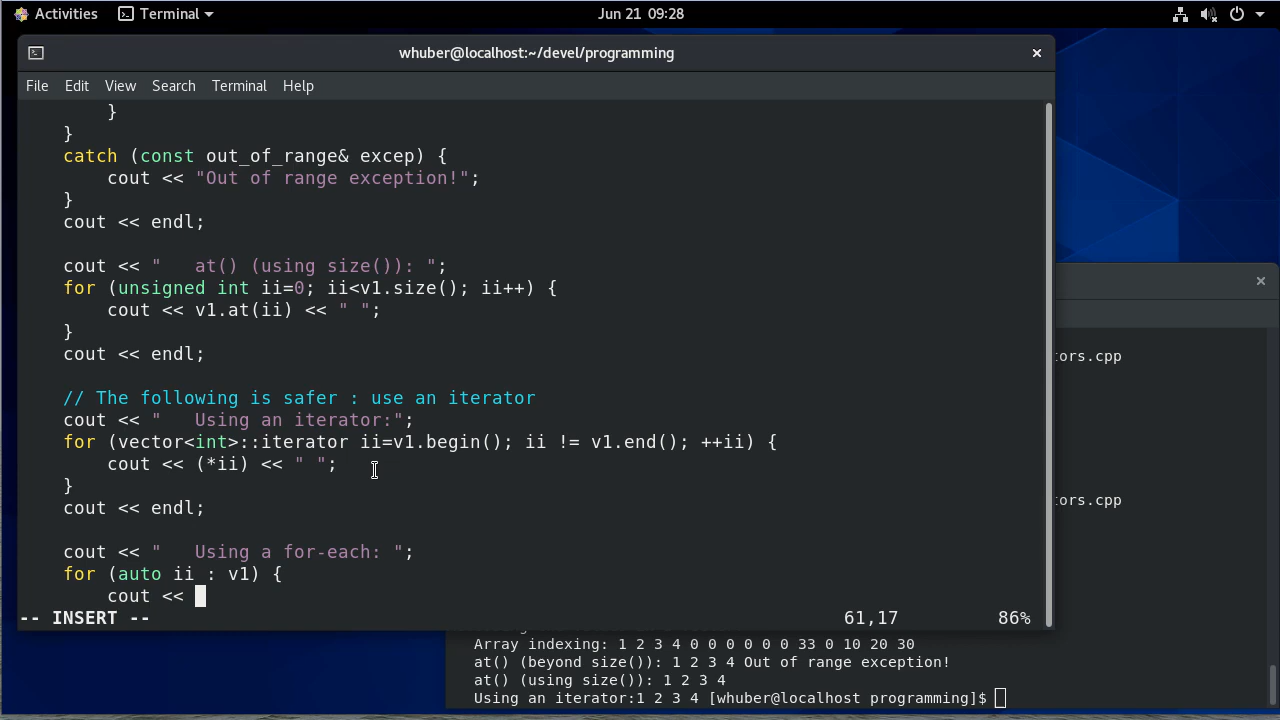 Activities Terminal Jun 21 09:28
whuber@localhost:~/devel/programming
File Edit View Search Terminal Help
        }
    }
    catch (const out_of_range& excep) {
        cout << "Out of range exception!";
    }
    cout << endl;
    cout << "   at() (using size()): ";
    for (unsigned int ii=0; ii<v1.size(); ii++) {
        cout << v1.at(ii) << " ";
    }
    cout << endl;
    // The following is safer : use an iterator
    cout << "   Using an iterator:";
    for (vector<int>::iterator ii=v1.begin(); ii != v1.end(); ++ii) {
        cout << (*ii) << " ";
    }
    cout << endl;
    cout << "   Using a for-each: ";
    for (auto ii : v1) {
        cout <<
-- INSERT -- 61,17 86%
tors.cpp
tors.cpp
Array indexing: 1 2 3 4 0 0 0 0 0 0 33 0 10 20 30
at() (beyond size()): 1 2 3 4 Out of range exception!
at() (using size()): 1 2 3 4
Using an iterator:1 2 3 4 [whuber@localhost programming]$